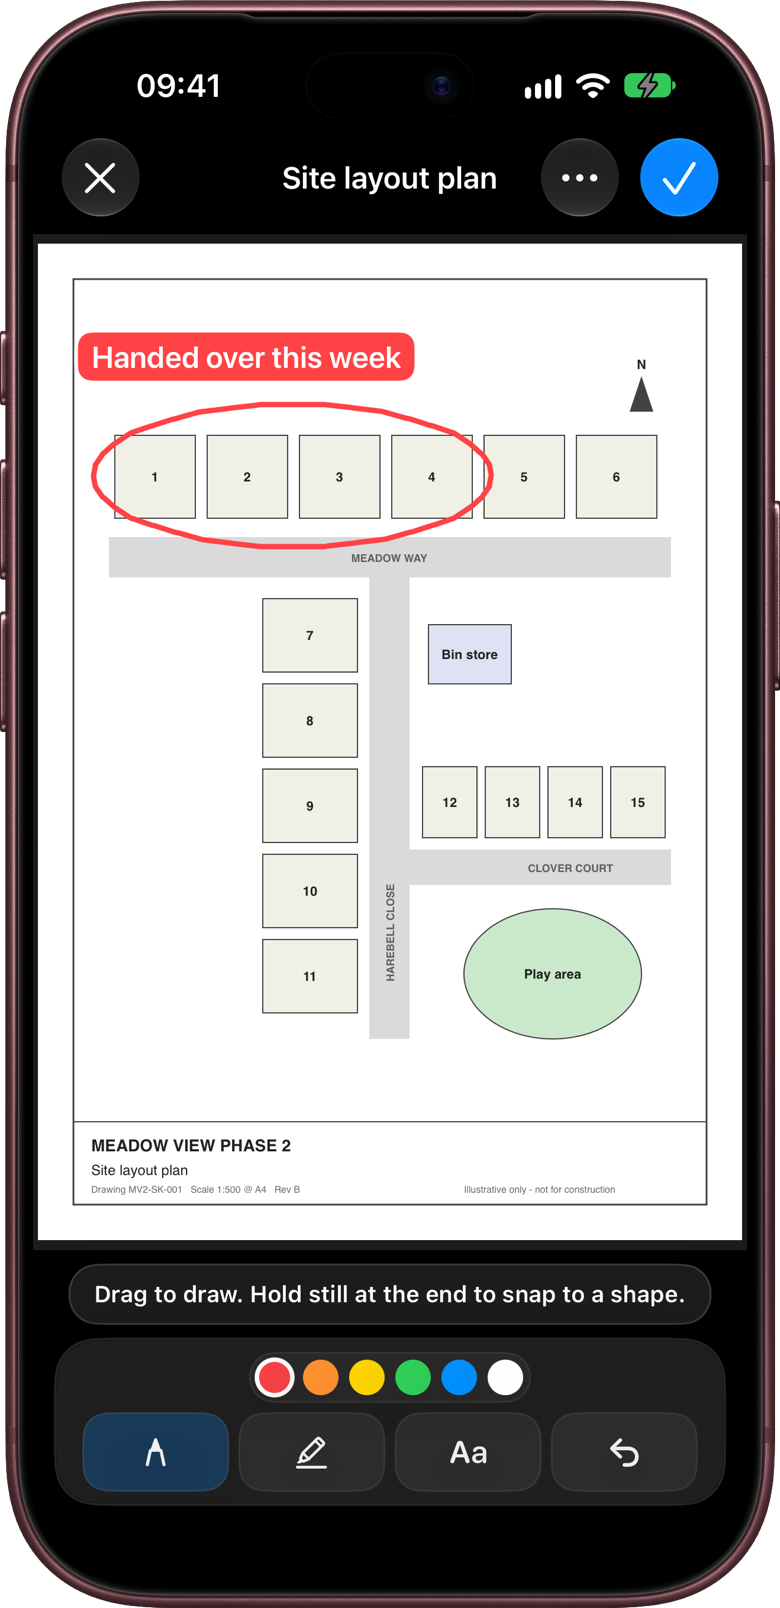 09:41
Site layout plan
Handed over this week
N
1 2 3 4 5 6
MEADOW WAY
7
Bin store
8
9
12 13 14 15
CLOVER COURT
10
HAREBELL CLOSE
11
Play area
MEADOW VIEW PHASE 2
Site layout plan
Drawing MV2-SK-001 Scale 1:500 @ A4 Rev B
Illustrative only - not for construction
Drag to draw. Hold still at the end to snap to a shape.
Aa